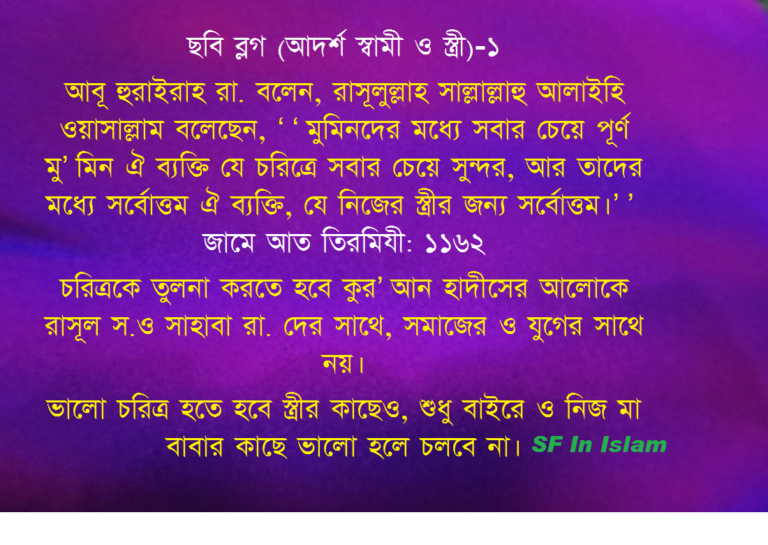 ছবি ব্লগ (আদর্শ স্বামী ও স্ত্রী)-১
আবূ হুরাইরাহ রা. বলেন, রাসূলুল্লাহ সাল্লাল্লাহু আলাইহি
ওয়াসাল্লাম বলেছেন, ‘ ‘ মুমিনদের মধ্যে সবার চেয়ে পূর্ণ
মু’ মিন ঐ ব্যক্তি যে চরিত্রে সবার চেয়ে সুন্দর, আর তাদের
মধ্যে সর্বোত্তম ঐ ব্যক্তি, যে নিজের স্ত্রীর জন্য সর্বোত্তম।’ ’
জামে আত তিরমিযী: ১১৬২
চরিত্রকে তুলনা করতে হবে কুর’ আন হাদীসের আলোকে
রাসূল স.ও সাহাবা রা. দের সাথে, সমাজের ও যুগের সাথে
নয়।
ভালো চরিত্র হতে হবে স্ত্রীর কাছেও, শুধু বাইরে ও নিজ মা
বাবার কাছে ভালো হলে চলবে না। SF In Islam